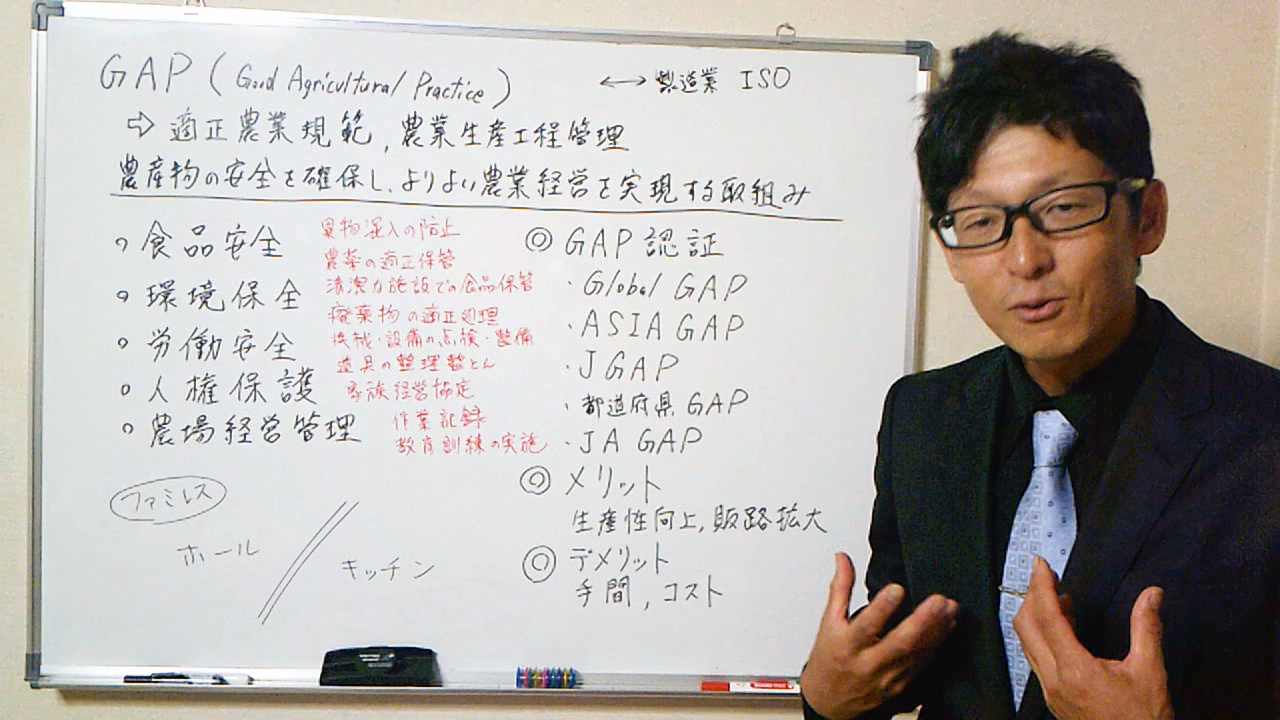 GAP (Good Agricultural Practice) ↔ 製造業 ISO
⇨ 適正農業規範, 農業生産工程管理
農産物の安全を確保し、よりよい農業経営を実現する取組み
・食品安全
・環境保全
・労働安全
・人権保護
・農場経営管理
異物混入の防止
農薬の適正保管
清潔な施設での食品保管
廃棄物の適正処理
機械・設備の点検・整備
道具の整理整とん
家族経営協定
作業記録
教育訓練の実施
◎ GAP認証
・Global GAP
・ASIA GAP
・J GAP
・都道府県 GAP
・JA GAP
◎ メリット
生産性向上, 販路拡大
◎ デメリット
手間, コスト
ファミレス
ホール
キッチン